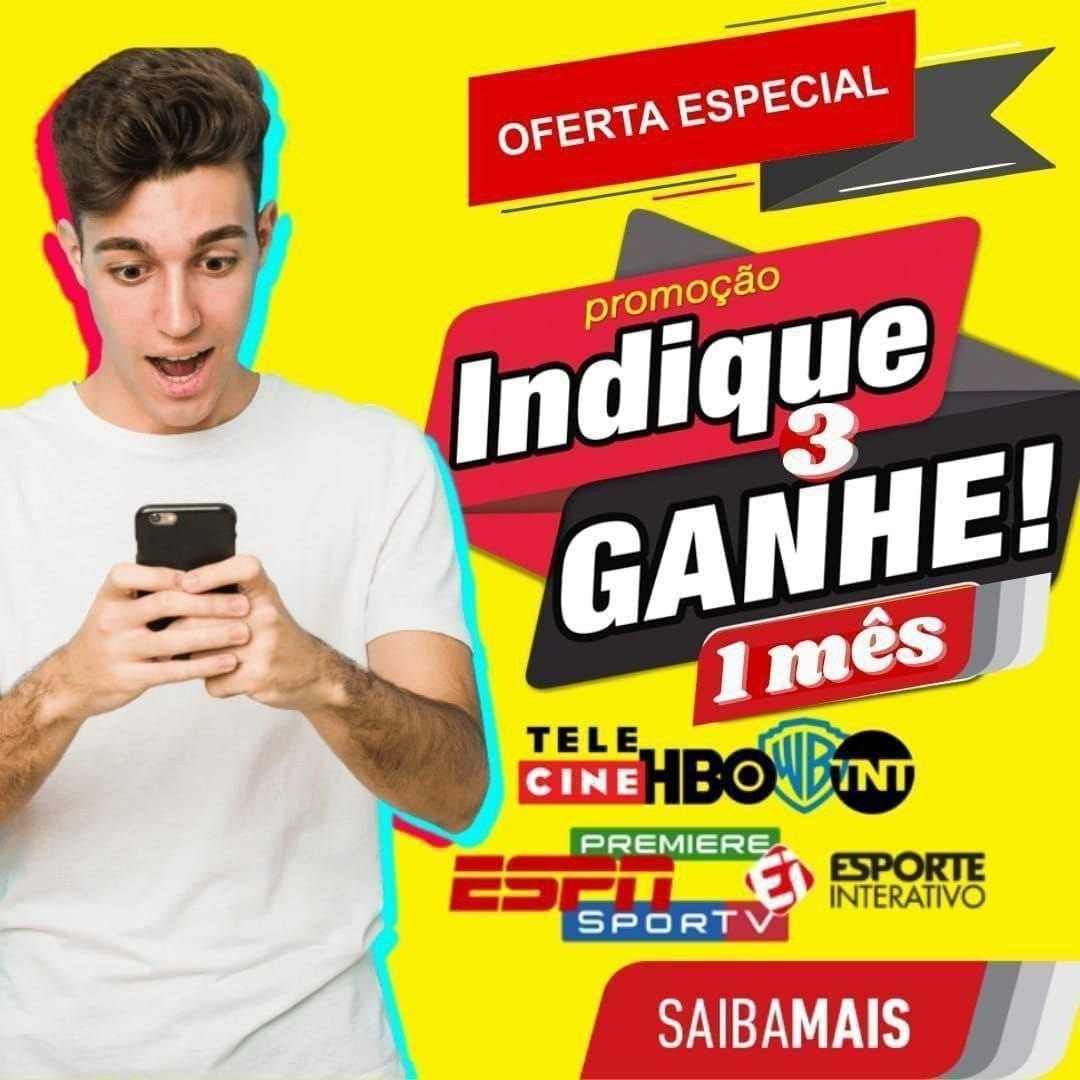 OFERTA ESPECIAL
promoção
Indique
3
GANHE!
1 mês
TELE
CINE
HBO
WB
TNT
PREMIERE
ESPN
SPORTV
Ei
ESPORTE
INTERATIVO
SAIBAMAIS